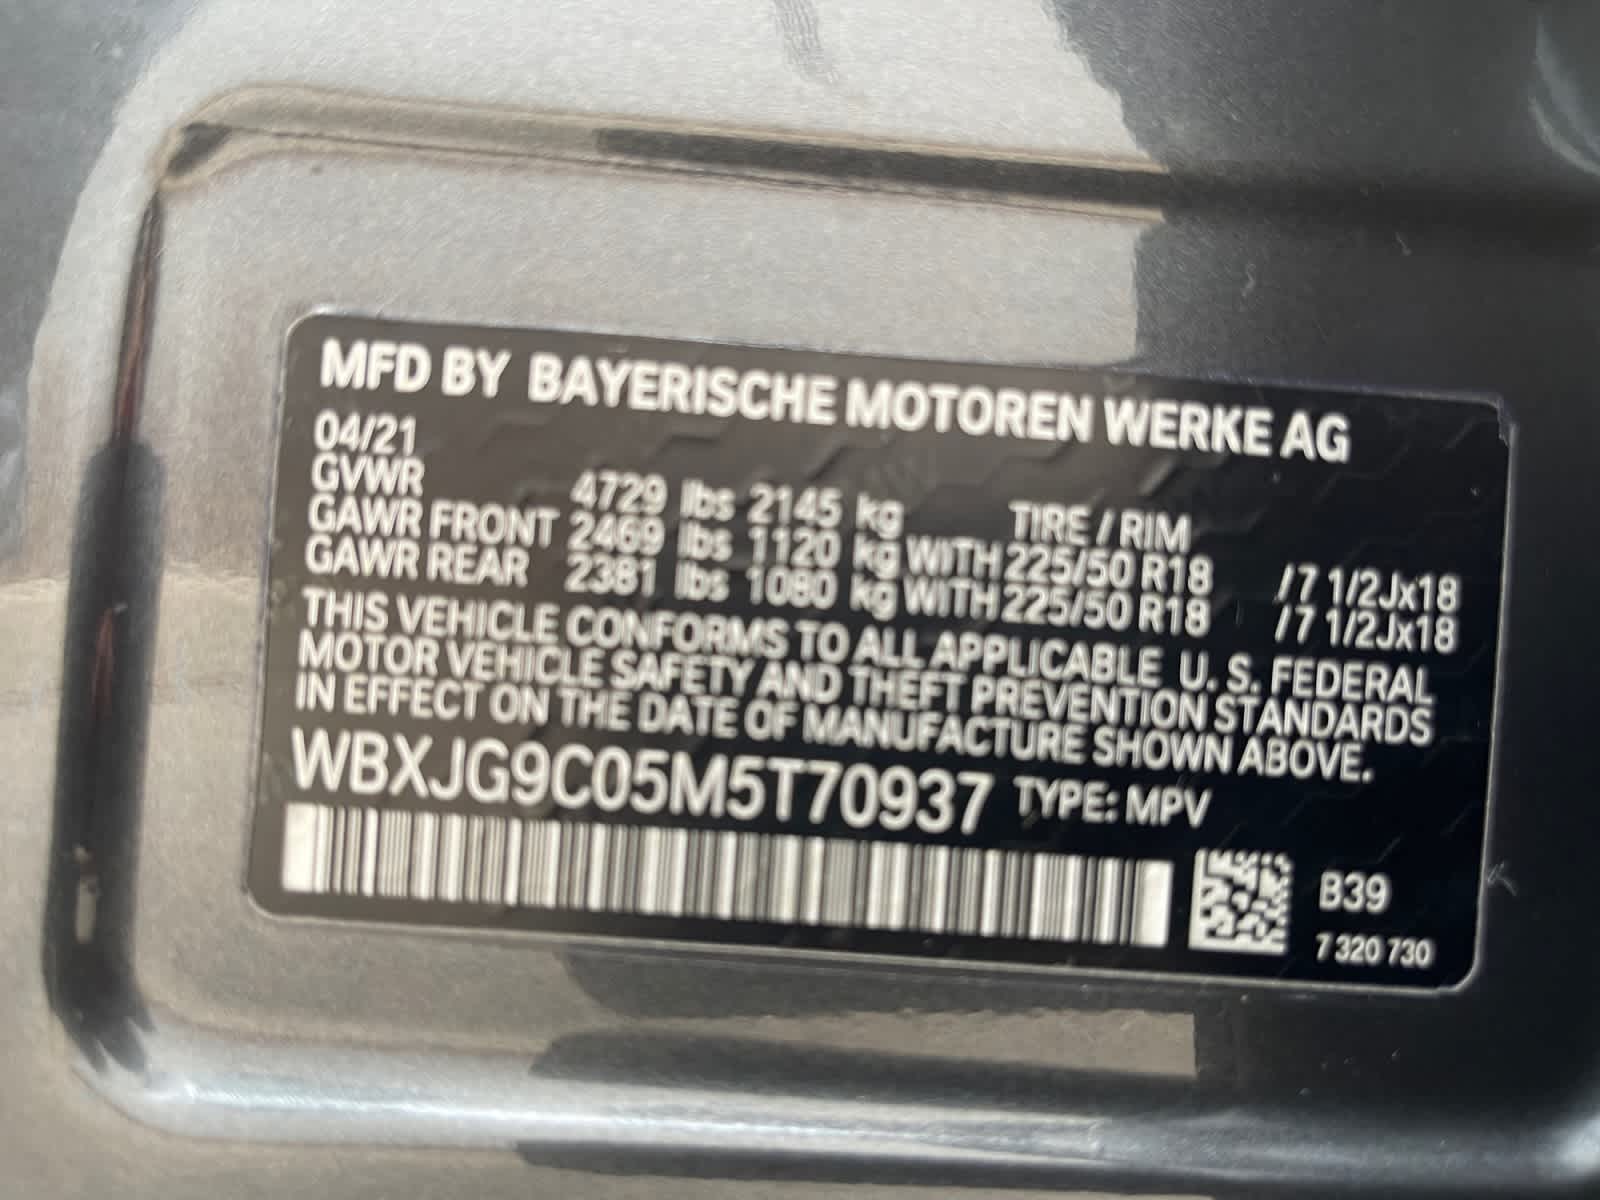 MFD BY BAYERISCHE MOTOREN WERKE AG
04/21
GVWR 4729 lbs 2145 kg TIRE / RIM
GAWR FRONT 2469 lbs 1120 kg WITH 225/50 R18 /7 1/2Jx18
GAWR REAR 2381 lbs 1080 kg WITH 225/50 R18 /7 1/2Jx18
THIS VEHICLE CONFORMS TO ALL APPLICABLE U. S. FEDERAL
MOTOR VEHICLE SAFETY AND THEFT PREVENTION STANDARDS
IN EFFECT ON THE DATE OF MANUFACTURE SHOWN ABOVE.
WBXJG9C05M5T70937 TYPE: MPV
B39
7 320 730